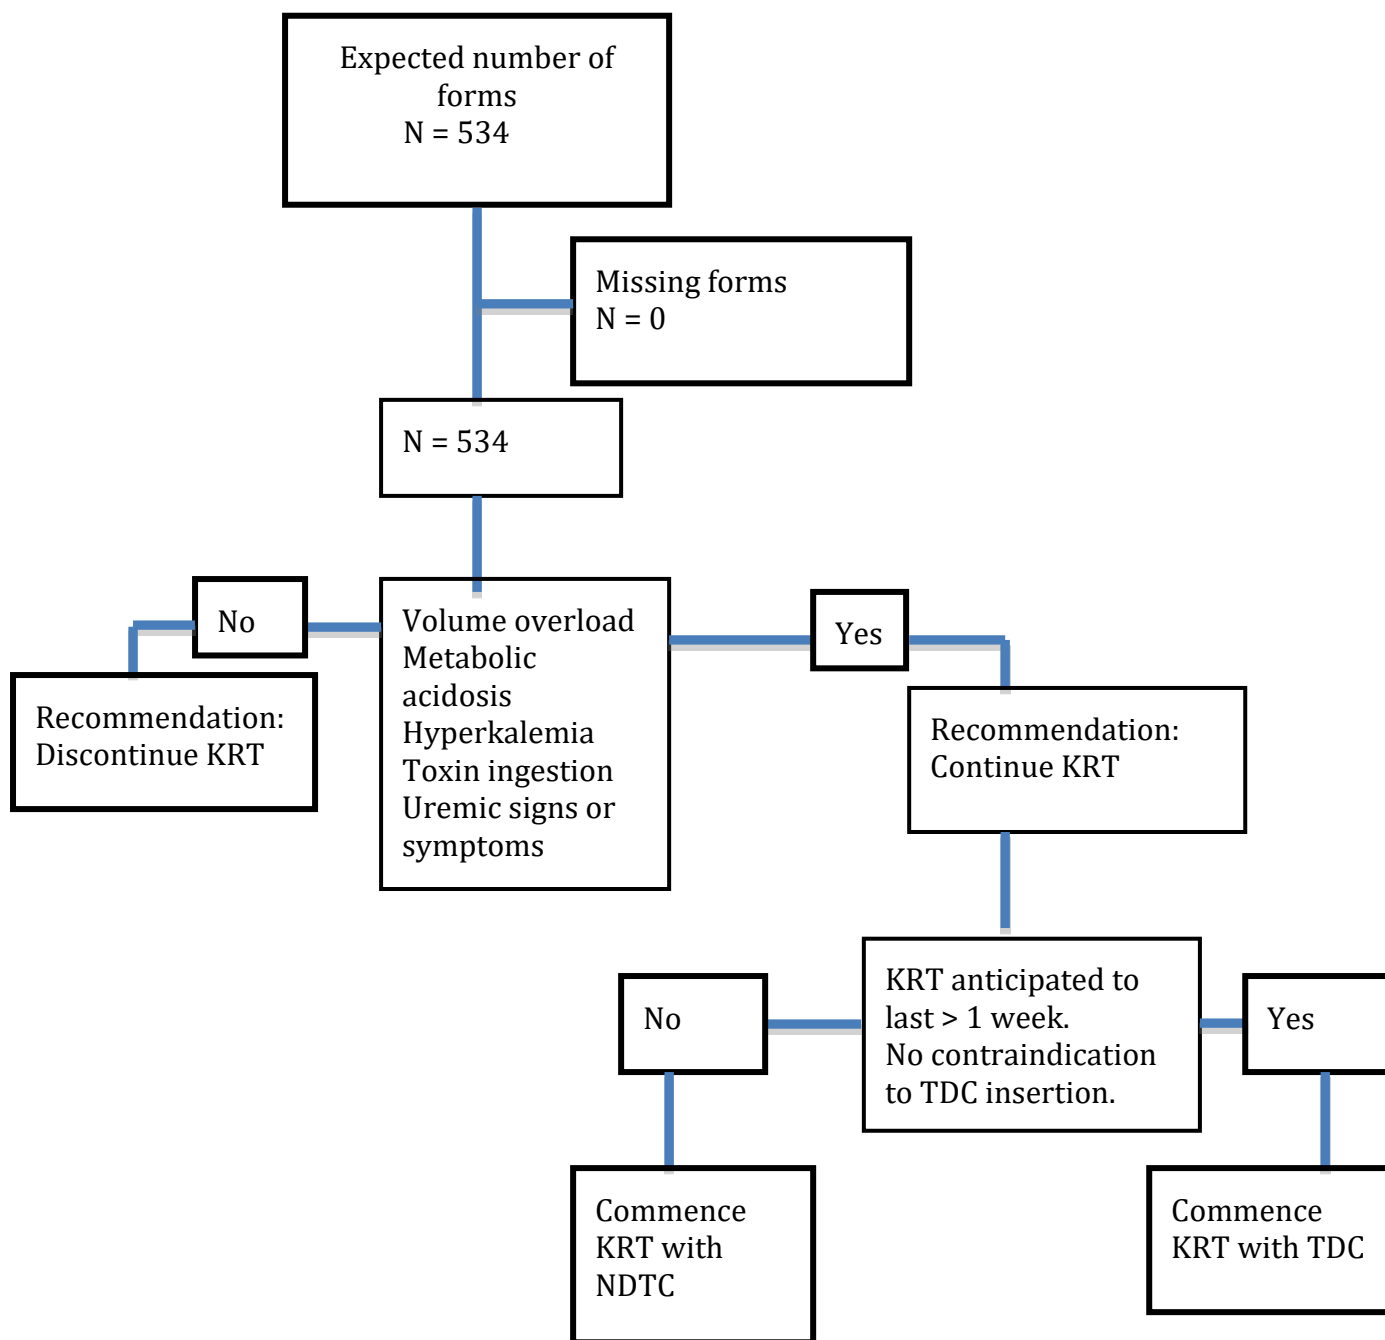 Expected number of
forms
N = 534
Missing forms
N = 0
N = 534
No
Volume overload
Metabolic
acidosis
Hyperkalemia
Toxin ingestion
Uremic signs or
symptoms
Yes
Recommendation:
Discontinue KRT
Recommendation:
Continue KRT
No
KRT anticipated to
last > 1 week.
No contraindication
to TDC insertion.
Yes
Commence
KRT with
NDTC
Commence
KRT with TDC